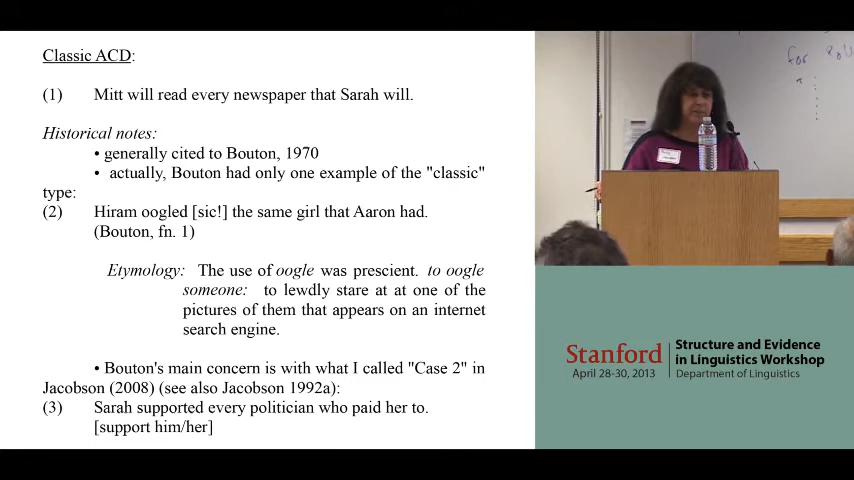 Classic ACD:
(1) Mitt will read every newspaper that Sarah will.
Historical notes:
• generally cited to Bouton, 1970
• actually, Bouton had only one example of the "classic"
type:
(2) Hiram oogled [sic!] the same girl that Aaron had.
(Bouton, fn. 1)
Etymology: The use of oogle was prescient. to oogle
someone: to lewdly stare at at one of the
pictures of them that appears on an internet
search engine.
• Bouton's main concern is with what I called "Case 2" in
Jacobson (2008) (see also Jacobson 1992a):
(3) Sarah supported every politician who paid her to.
[support him/her]
for
Stanford
April 28-30, 2013
Structure and Evidence
in Linguistics Workshop
Department of Linguistics